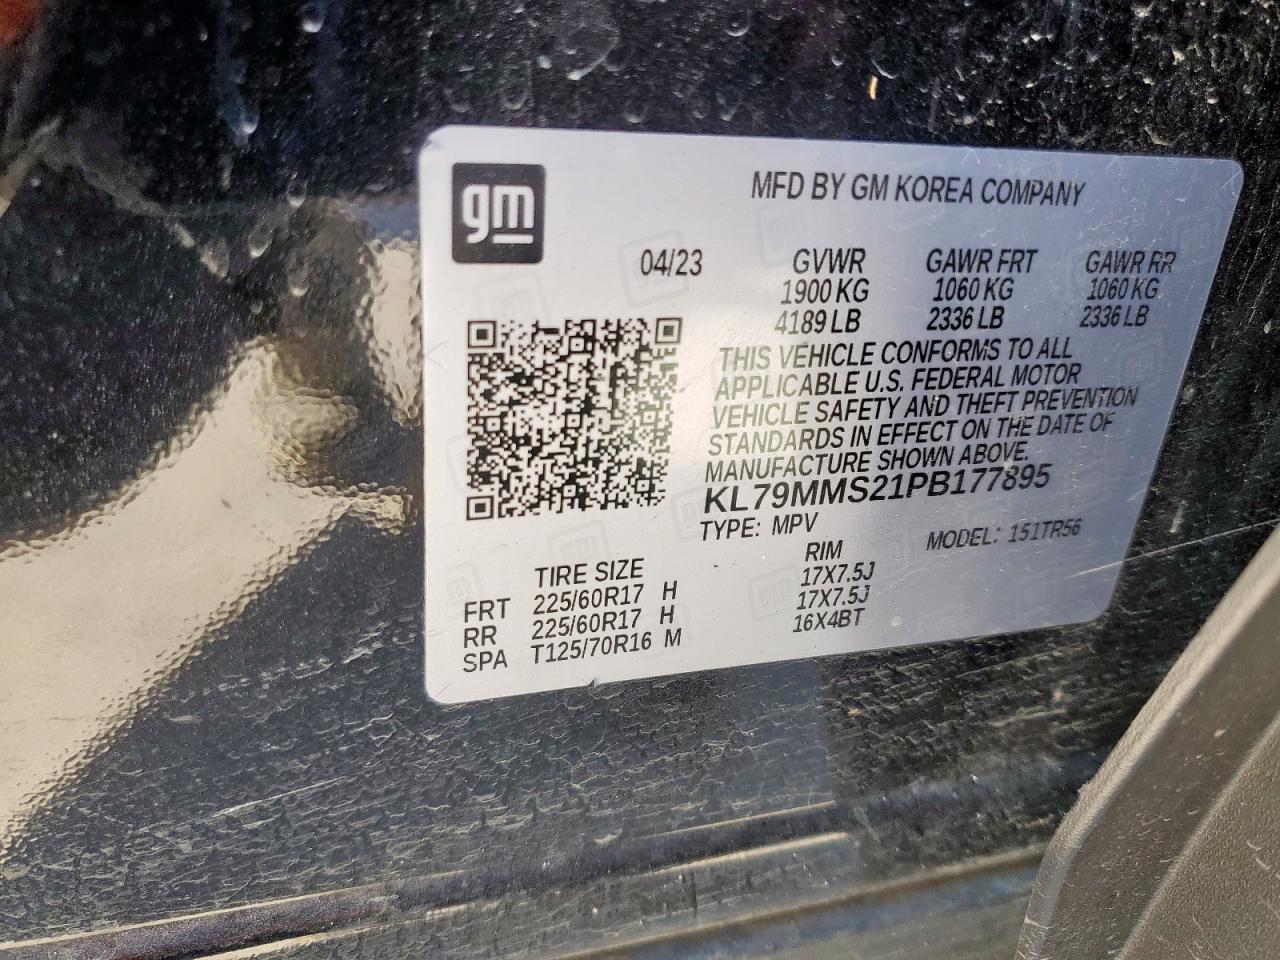 gm
MFD BY GM KOREA COMPANY
04/23 GVWR GAWR FRT GAWR RR
1900 KG 1060 KG 1060 KG
4189 LB 2336 LB 2336 LB
THIS VEHICLE CONFORMS TO ALL
APPLICABLE U.S. FEDERAL MOTOR
VEHICLE SAFETY AND THEFT PREVENTION
STANDARDS IN EFFECT ON THE DATE OF
MANUFACTURE SHOWN ABOVE.
KL79MMS21PB177895
TYPE: MPV MODEL: 151TR56
TIRE SIZE RIM
FRT 225/60R17 H 17X7.5J
RR 225/60R17 H 17X7.5J
SPA T125/70R16 M 16X4BT